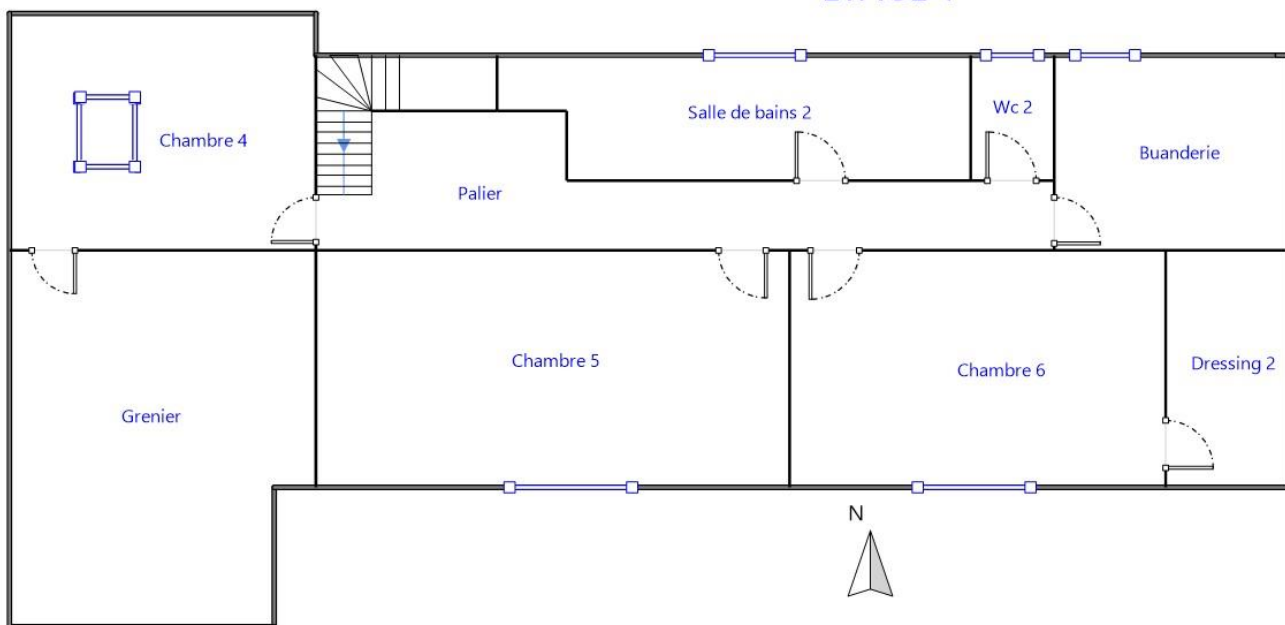 Chambre 4
Salle de bains 2
Wc 2
Buanderie
Palier
Chambre 5
Chambre 6
Dressing 2
Grenier
N